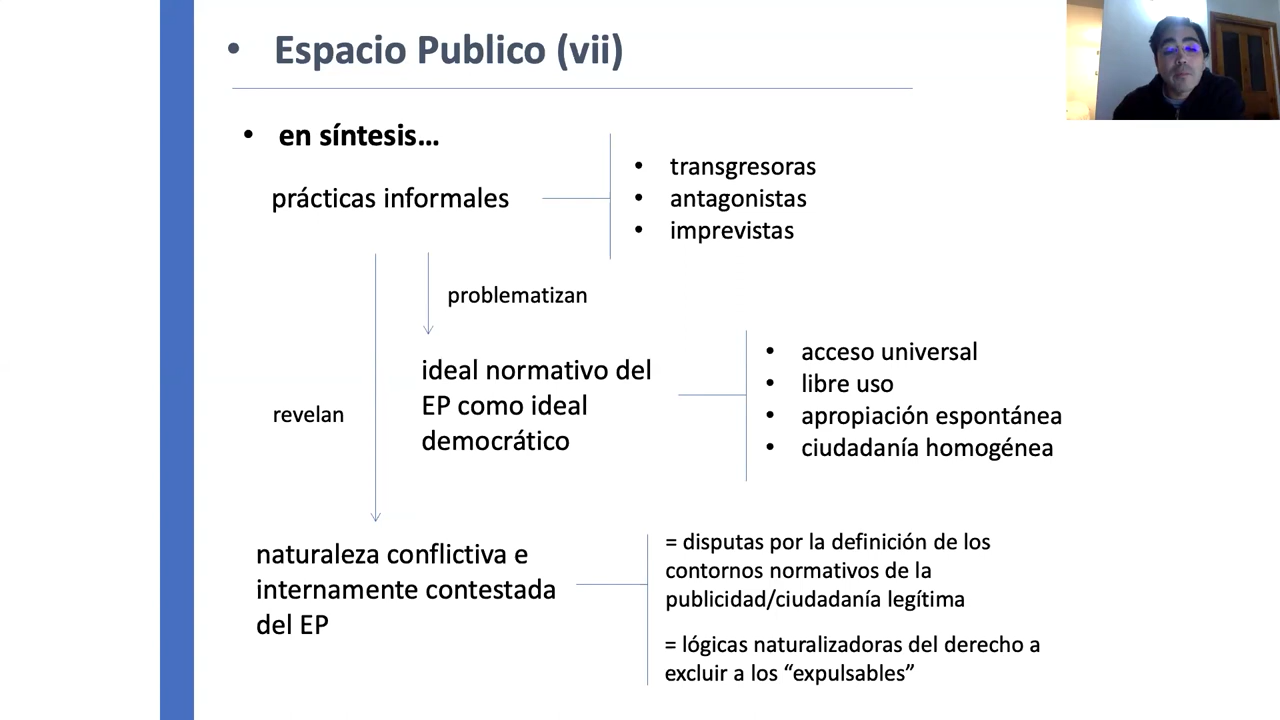 • Espacio Publico (vii)
• en síntesis...
prácticas informales
• transgresoras
• antagonistas
• imprevistas
problematizan
ideal normativo del
EP como ideal
democrático
• acceso universal
• libre uso
• apropiación espontánea
• ciudadanía homogénea
revelan
naturaleza conflictiva e
internamente contestada
del EP
= disputas por la definición de los
contornos normativos de la
publicidad/ciudadanía legítima
= lógicas naturalizadoras del derecho a
excluir a los “expulsables”